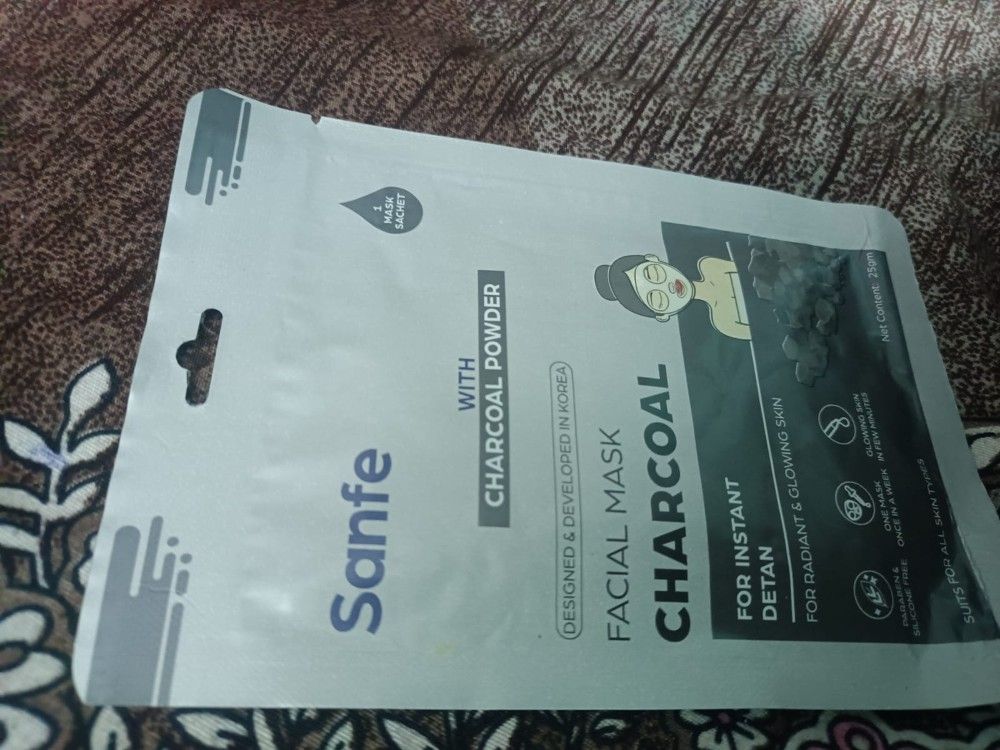 1
MASK
SACHET
Sanfe
WITH
CHARCOAL POWDER
DESIGNED & DEVELOPED IN KOREA
FACIAL MASK
CHARCOAL
FOR INSTANT
DETAN
FOR RADIANT & GLOWING SKIN
PARABEN &
SILICONE FREE
ONE MASK
ONCE IN A WEEK
GLOWING SKIN
IN FEW MINUTES
Net Content: 25gm
SUITS FOR ALL SKIN TYPES